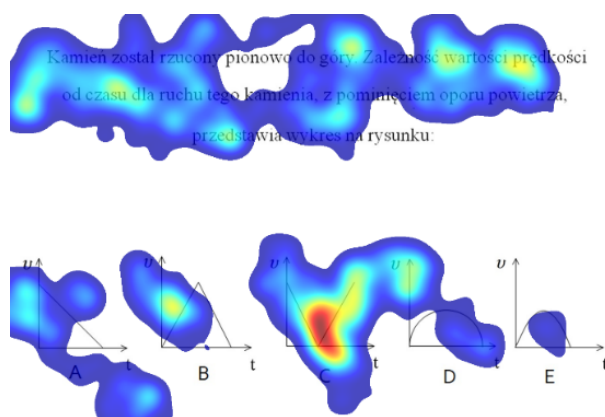 Kamień został rzucony pionowo do góry. Zależność wartości prędkości
od czasu dla ruchu tego kamienia, z pominięciem oporu powietrza,
przedstawia wykres na rysunku:
υ υ υ υ υ
t t t t t
A B C D E